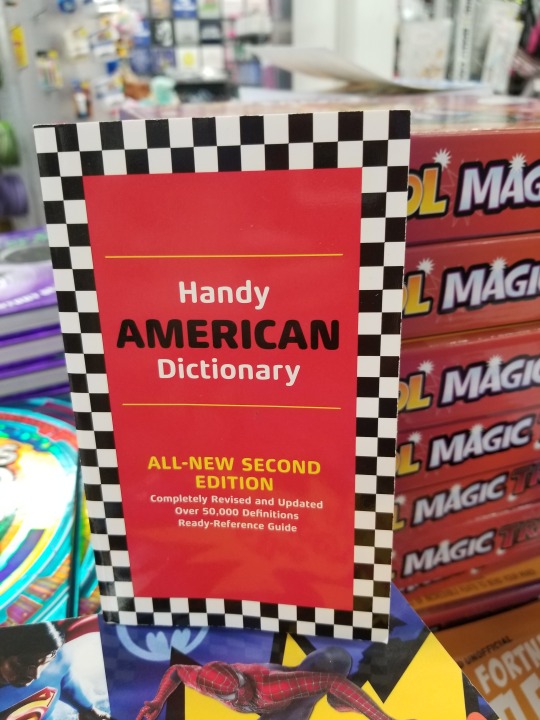 Handy
AMERICAN
Dictionary
ALL-NEW SECOND
EDITION
Completely Revised and Updated
Over 50,000 Definitions
Ready-Reference Guide
MAGIC
MAGIC
MAGIC
MAGIC
MAGIC
UNOFFICIAL